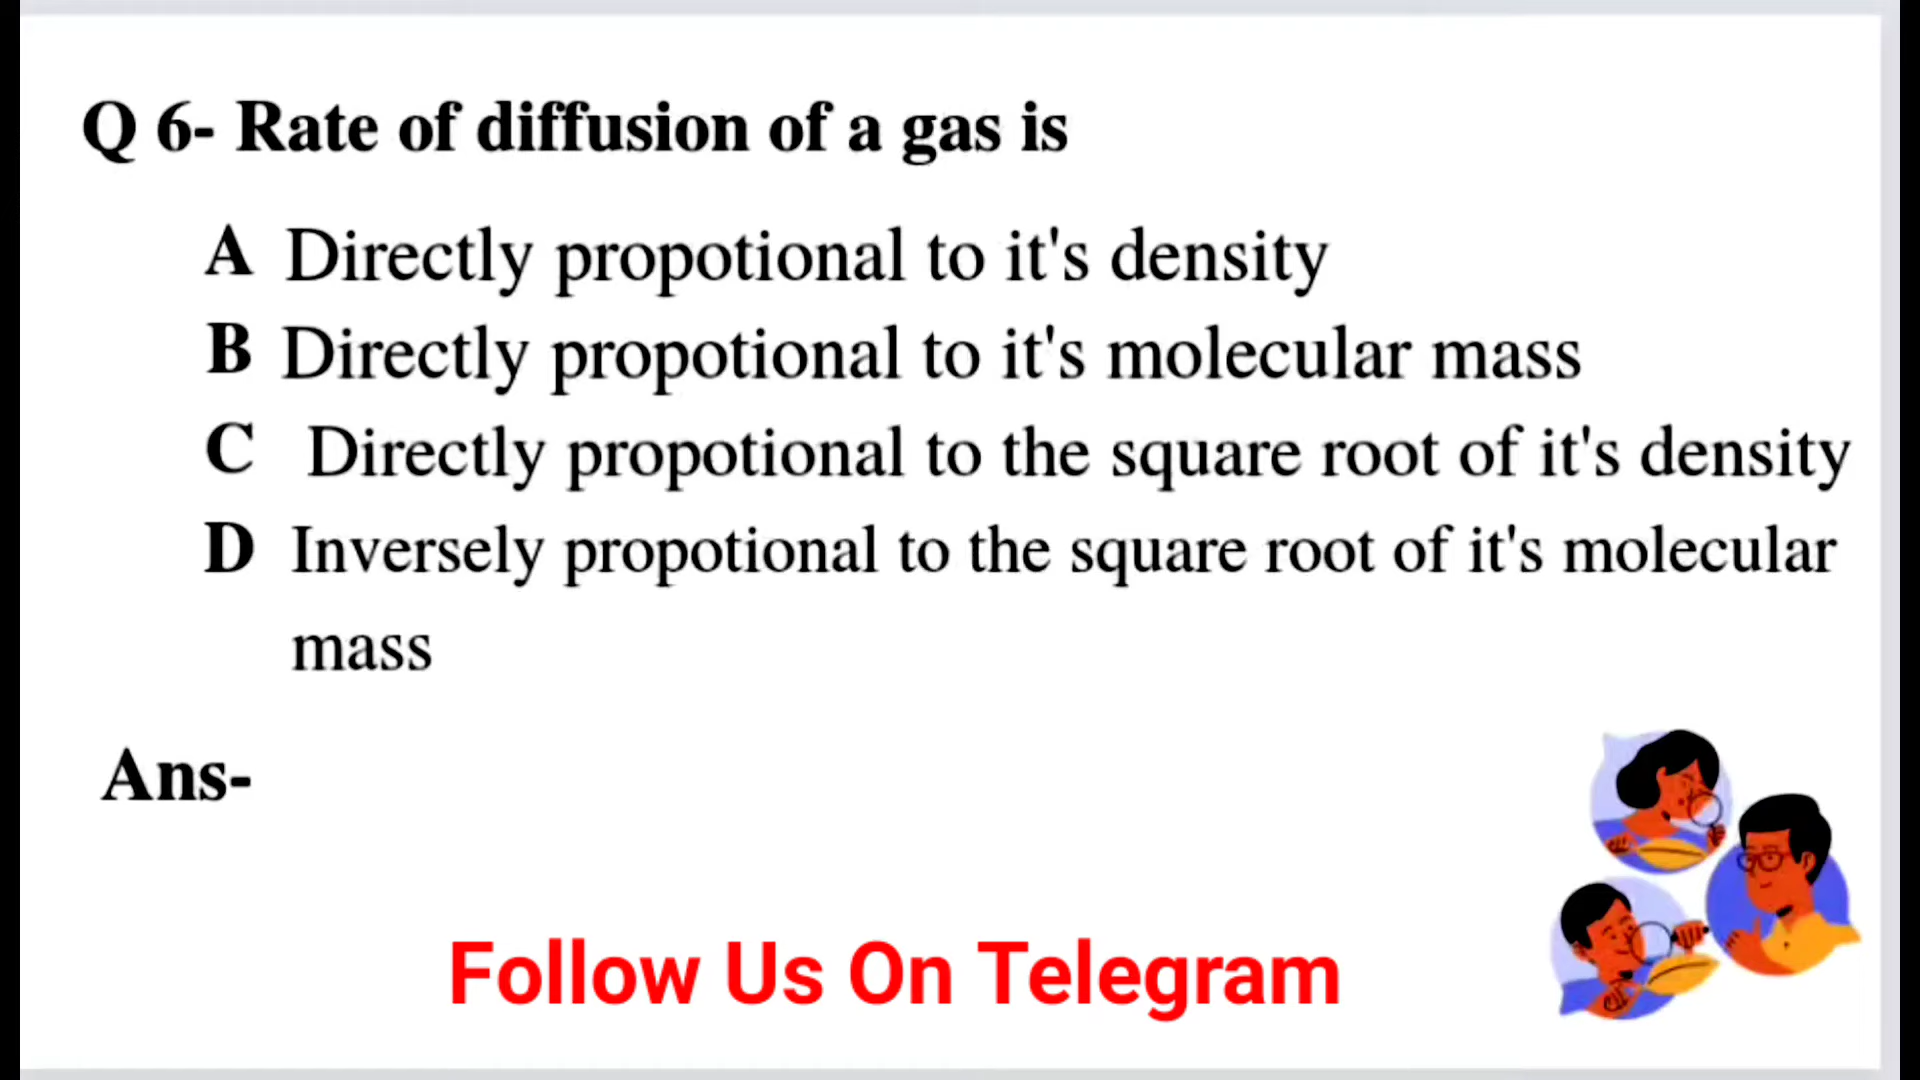 Q 6- Rate of diffusion of a gas is
A Directly propotional to it's density
B Directly propotional to it's molecular mass
C Directly propotional to the square root of it's density
D Inversely propotional to the square root of it's molecular
mass
Ans-
Follow Us On Telegram